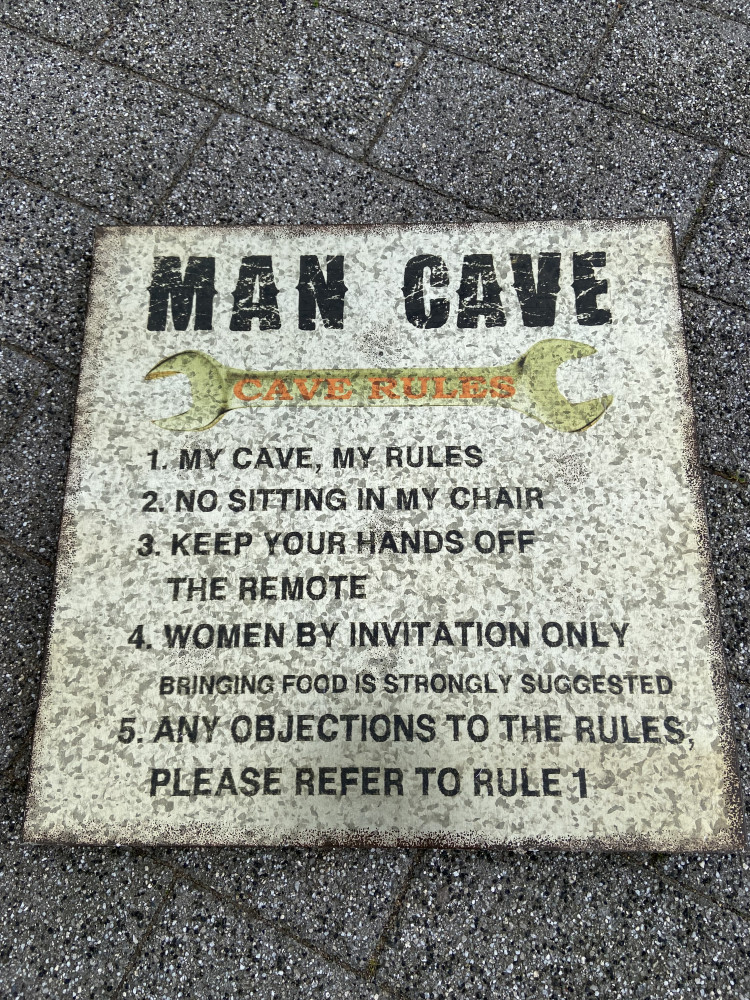 MAN CAVE
CAVE RULES
1. MY CAVE, MY RULES
2. NO SITTING IN MY CHAIR
3. KEEP YOUR HANDS OFF
THE REMOTE
4. WOMEN BY INVITATION ONLY
BRINGING FOOD IS STRONGLY SUGGESTED
5. ANY OBJECTIONS TO THE RULES,
PLEASE REFER TO RULE 1